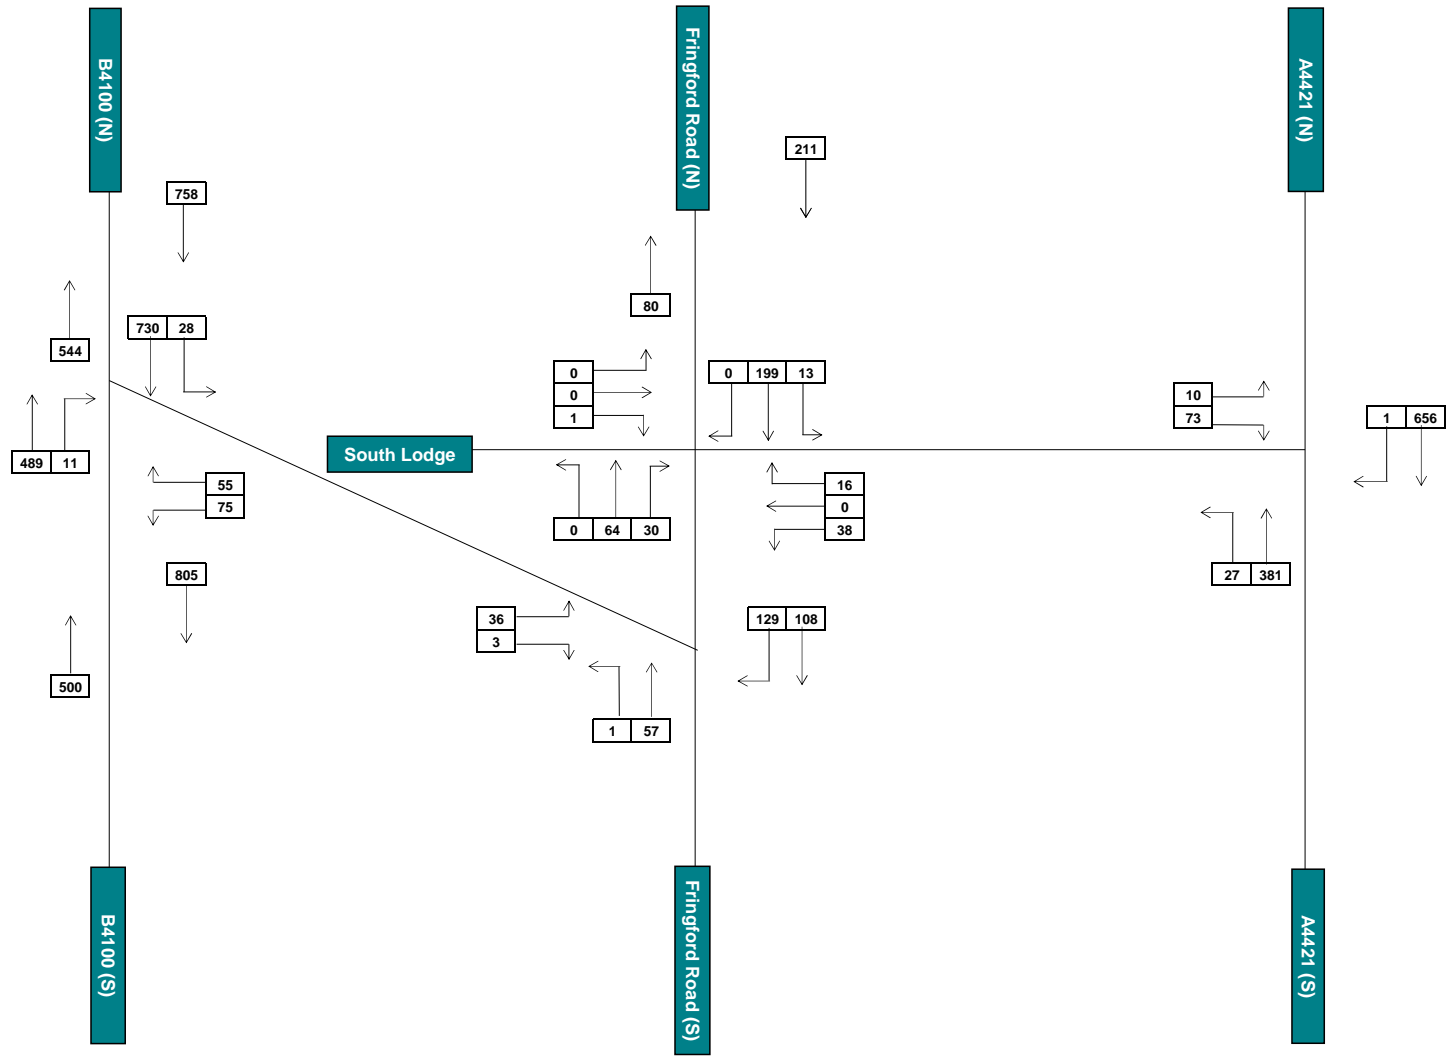 B4100 (N)
Fringford Road (N)
A4421 (N)
211
758
80
730 28
544
0
0
1
0 199 13
10
73
1 656
489 11
South Lodge
55
75
0 64 30
16
0
38
805
27 381
36
3
129 108
500
1 57
B4100 (S)
Fringford Road (S)
A4421 (S)